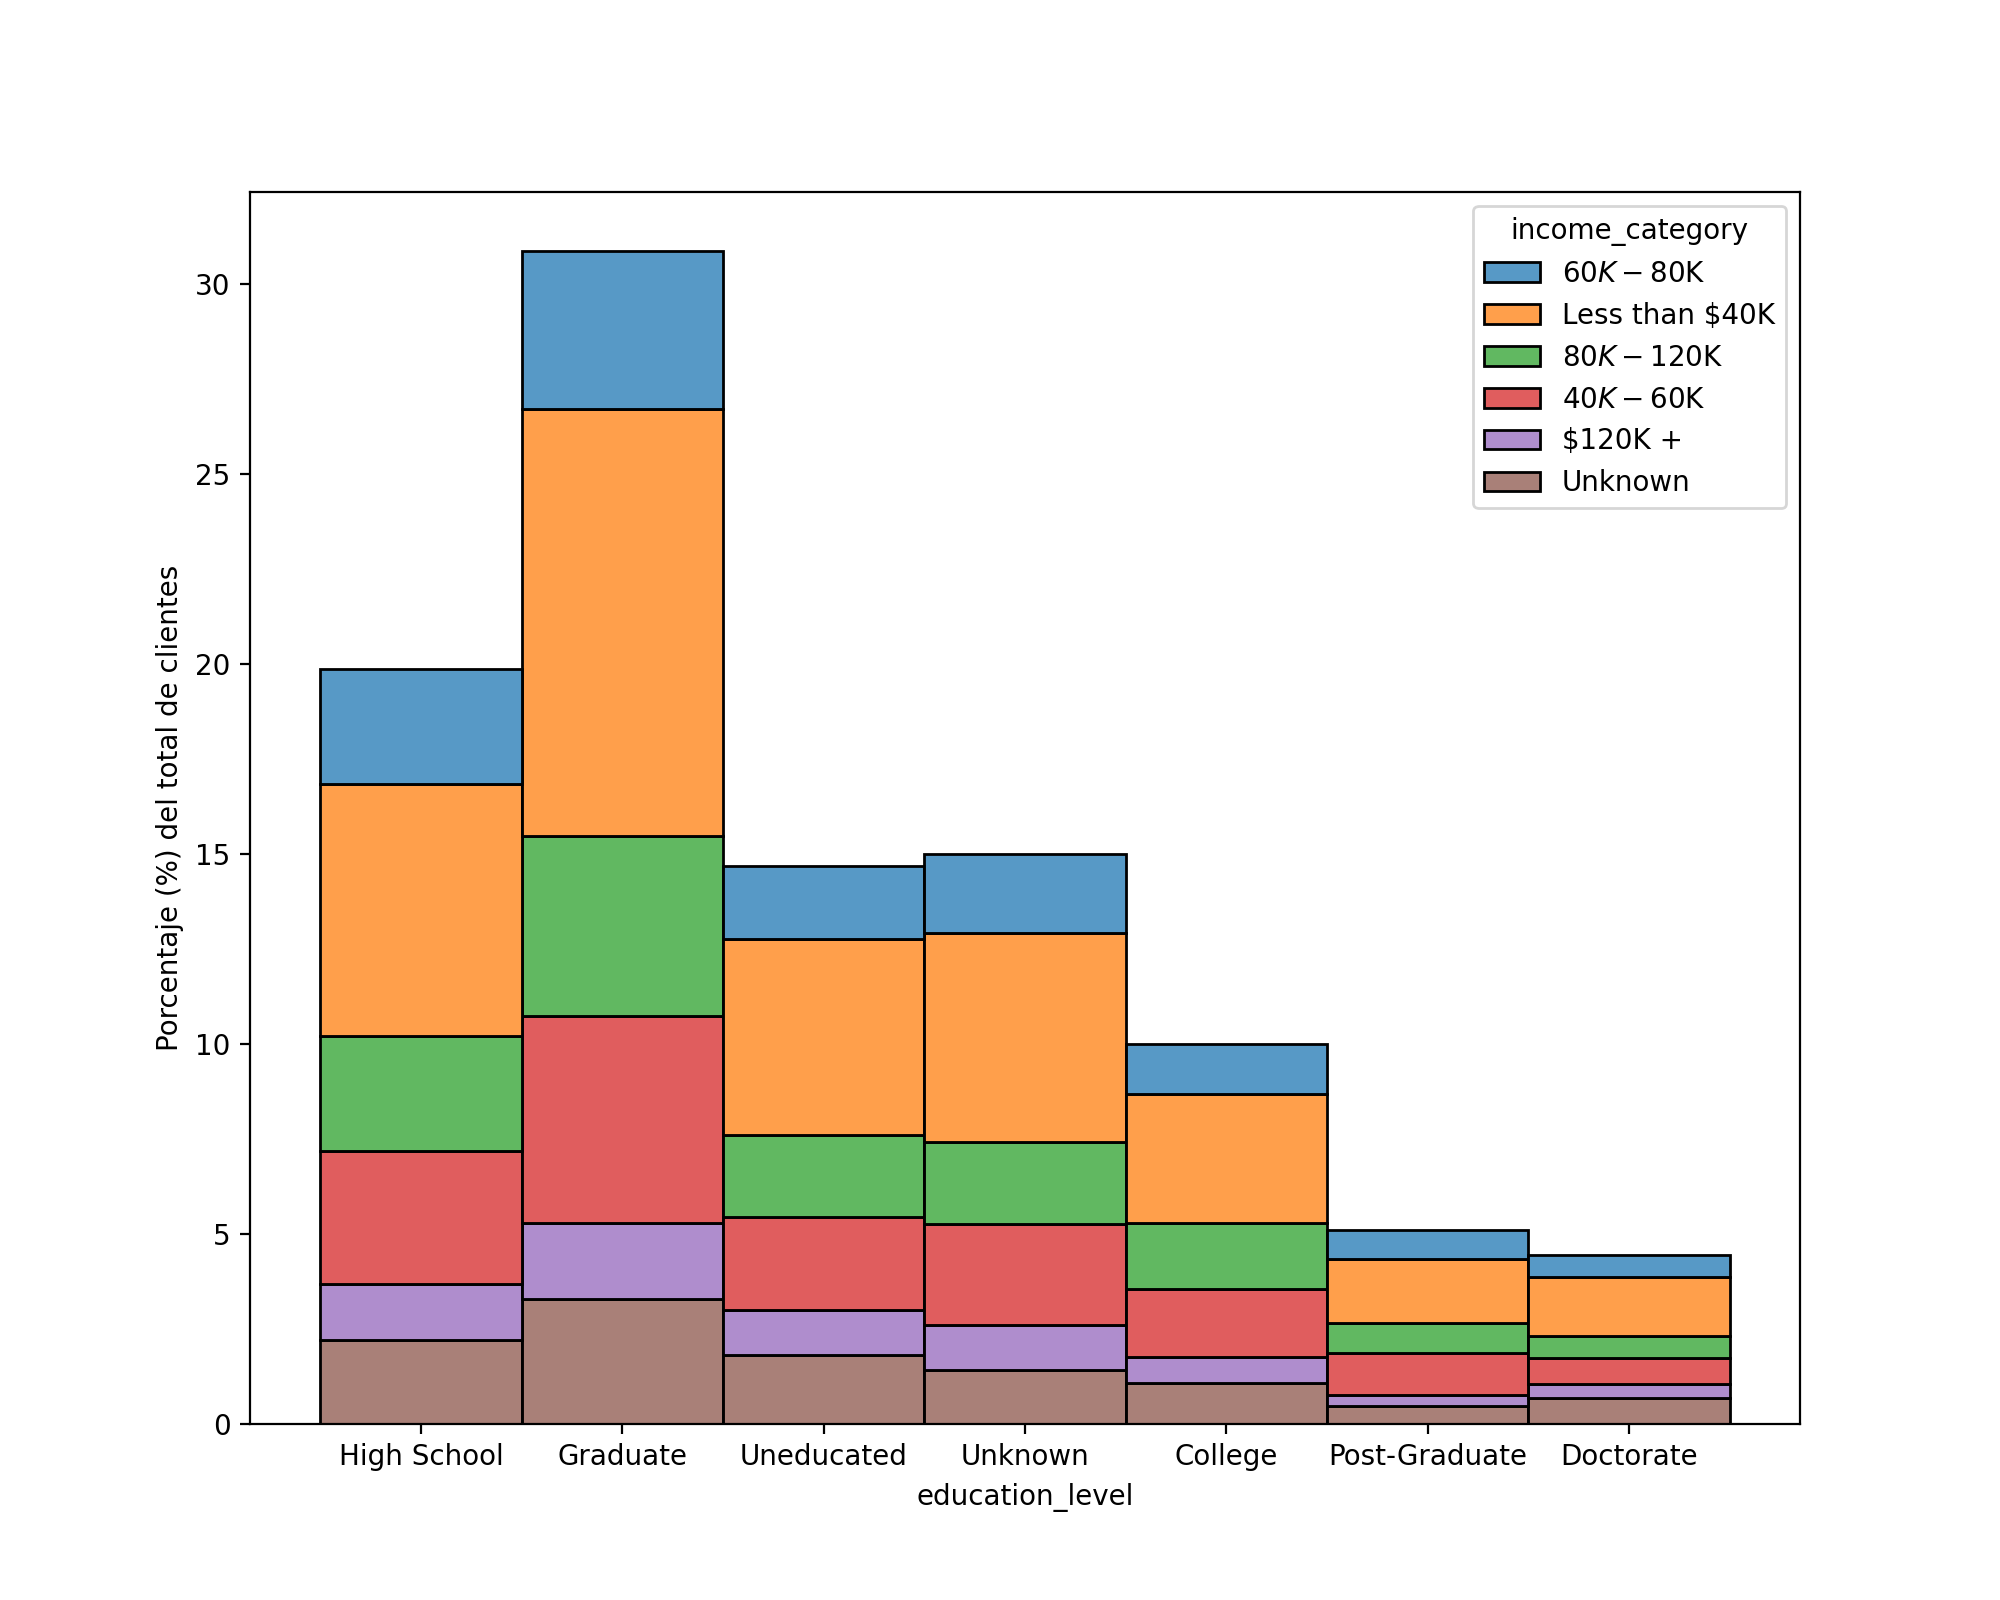 income_category
60K − 80K
Less than $40K
80K − 120K
40K − 60K
$120K +
Unknown
Porcentaje (%) del total de clientes
30
25
20
15
10
5
0
High School Graduate Uneducated Unknown College Post-Graduate Doctorate
education_level